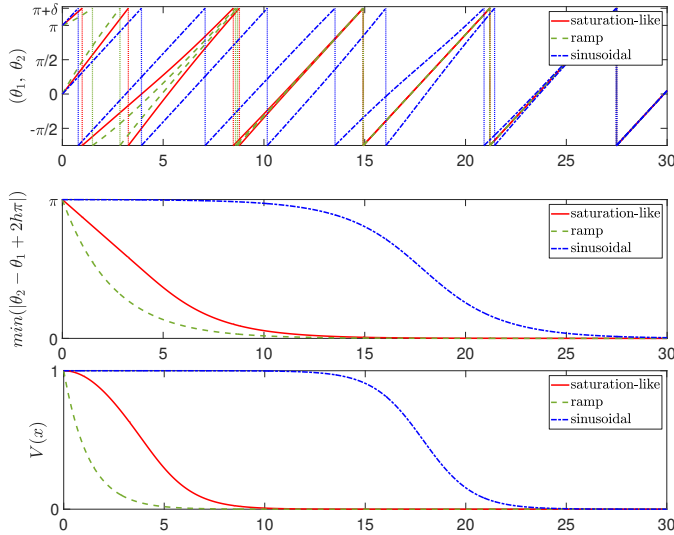 π+δ
π
π/2
0
-π/2
(θ₁, θ₂)
saturation-like
ramp
sinusoidal
0 5 10 15 20 25 30
π
0
min(|θ₂ − θ₁ + 2hπ|)
saturation-like
ramp
sinusoidal
0 5 10 15 20 25 30
1
0
V(x)
saturation-like
ramp
sinusoidal
0 5 10 15 20 25 30